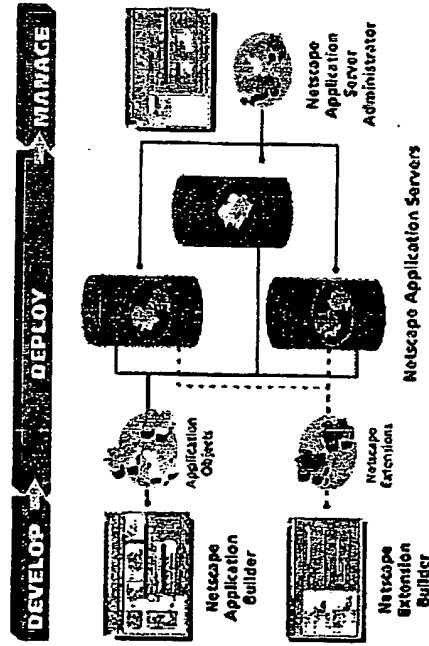 DEVELOP
DEPLOY
MANAGE
Application
Objects
Netscape
Application
Builder
Netscape
Extensions
Netscape
Extension
Builder
Netscape
Application
Server
Administrator
Netscape Application Servers